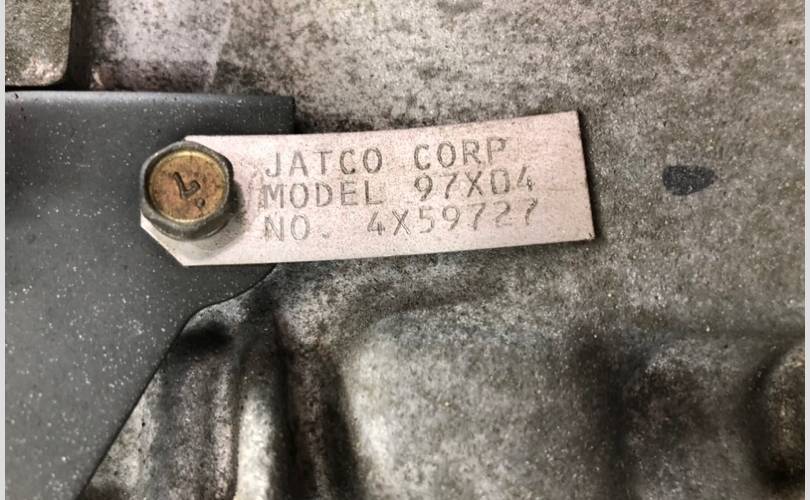 JATCO CORP
MODEL 97X04
NO. 4X59727